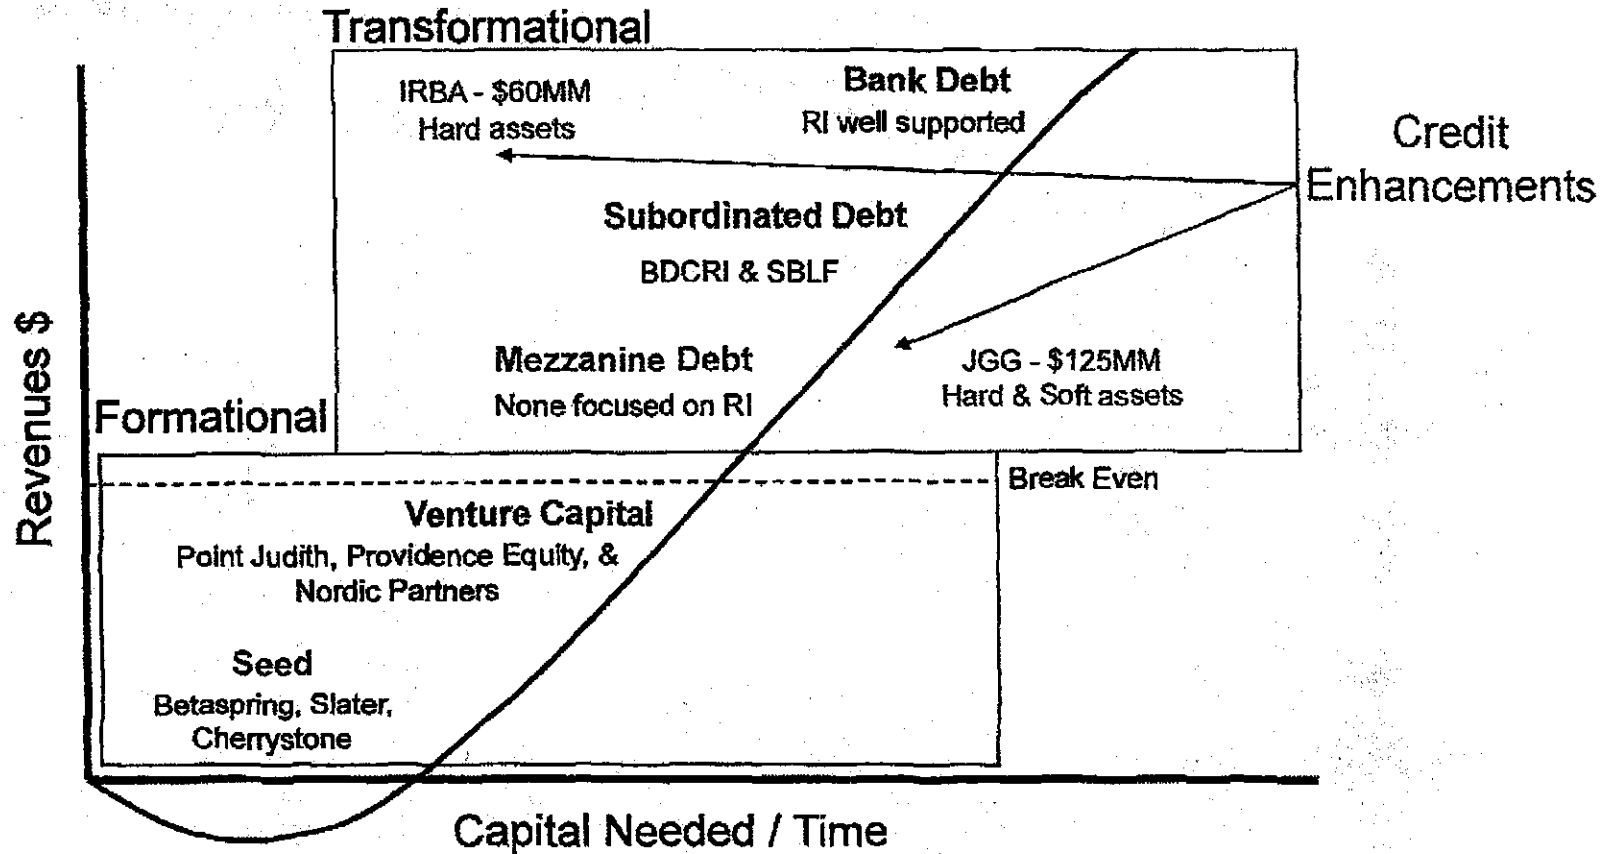 Transformational
IRBA - $60MM
Hard assets
Bank Debt
RI well supported
Credit
Enhancements
Subordinated Debt
BDCRI & SBLF
Mezzanine Debt
None focused on RI
JGG - $125MM
Hard & Soft assets
Revenues $
Formational
Break Even
Venture Capital
Point Judith, Providence Equity, &
Nordic Partners
Seed
Betaspring, Slater,
Cherrystone
Capital Needed / Time